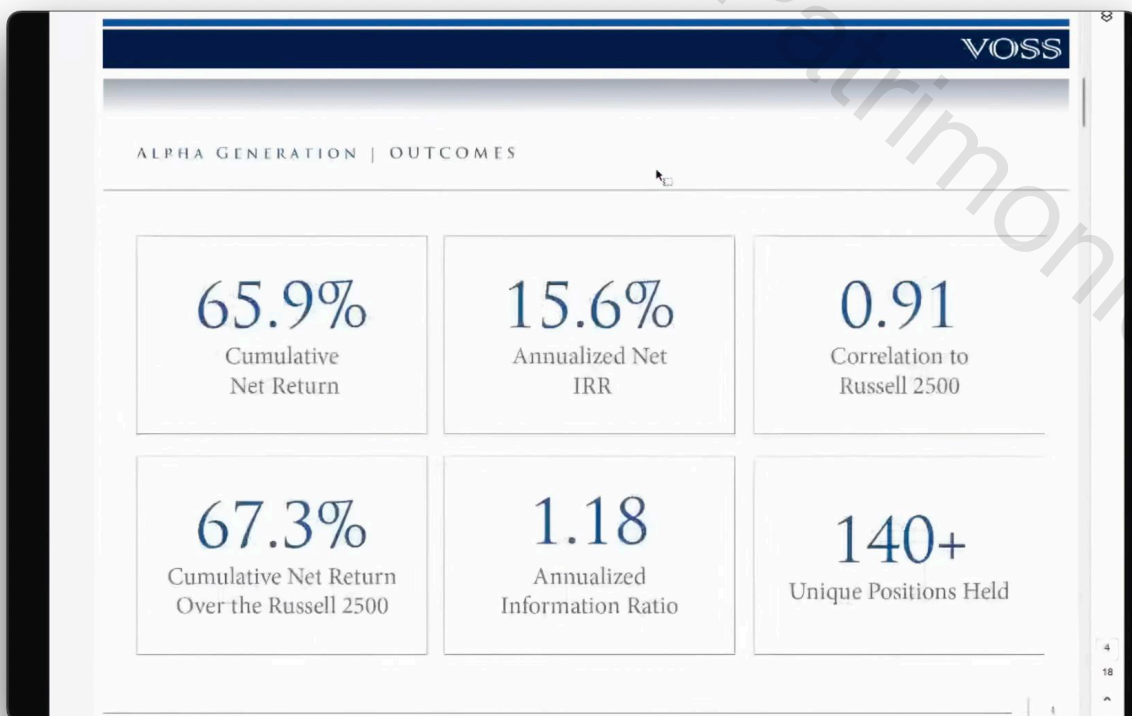 VOSS
ALPHA GENERATION | OUTCOMES
65.9%
Cumulative
Net Return
15.6%
Annualized Net
IRR
0.91
Correlation to
Russell 2500
67.3%
Cumulative Net Return
Over the Russell 2500
1.18
Annualized
Information Ratio
140+
Unique Positions Held
4
18